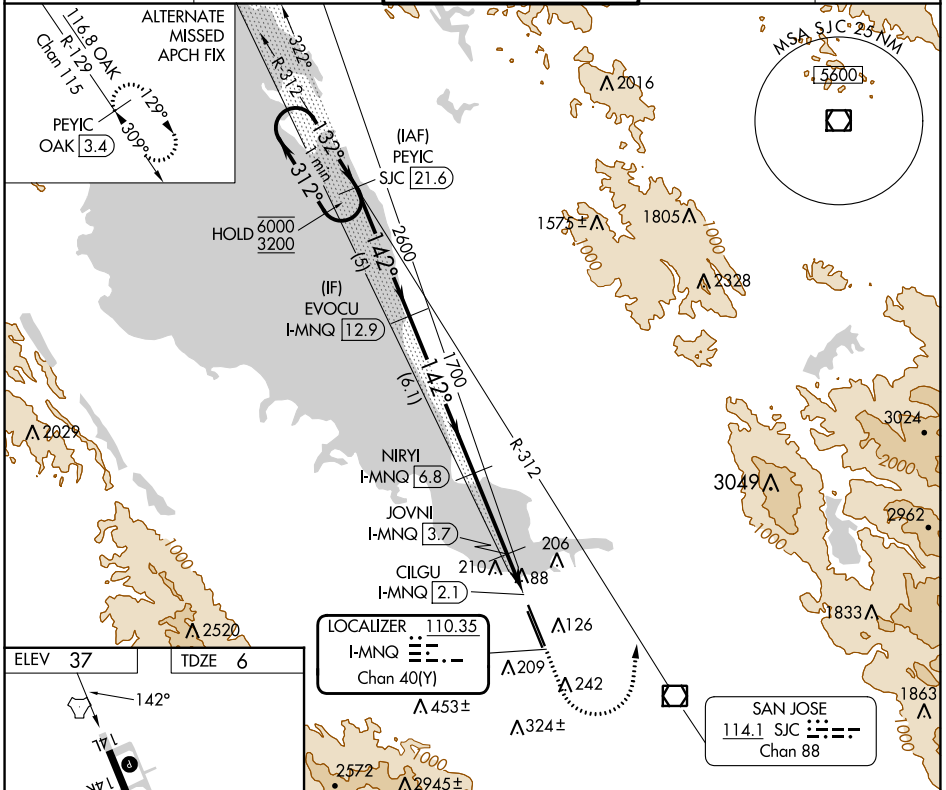 ALTERNATE
MISSED
APCH FIX
116.8 OAK
R-129
Chan 115
129°
309°
PEYIC
OAK 3.4
322°
R-312
132°
1 min
312°
HOLD 6000
3200
(IAF)
PEYIC
SJC 21.6
142°
2600
(5)
(IF)
EVOCU
I-MNQ 12.9
142°
1700
(6.1)
R-312
NIRYI
I-MNQ 6.8
JOVNI
I-MNQ 3.7
CILGU
I-MNQ 2.1
MSA SJC 25 NM
5600
2016
1575±
1805
1000
2328
2029
3024
2000
3049
2962
1000
1000
210
88
206
126
1833
2520
209
242
453±
324±
1863
1000
2572
2945±
1000
LOCALIZER 110.35
I-MNQ
Chan 40(Y)
SAN JOSE
114.1 SJC
Chan 88
ELEV 37
TDZE 6
142°
14L
14R
P